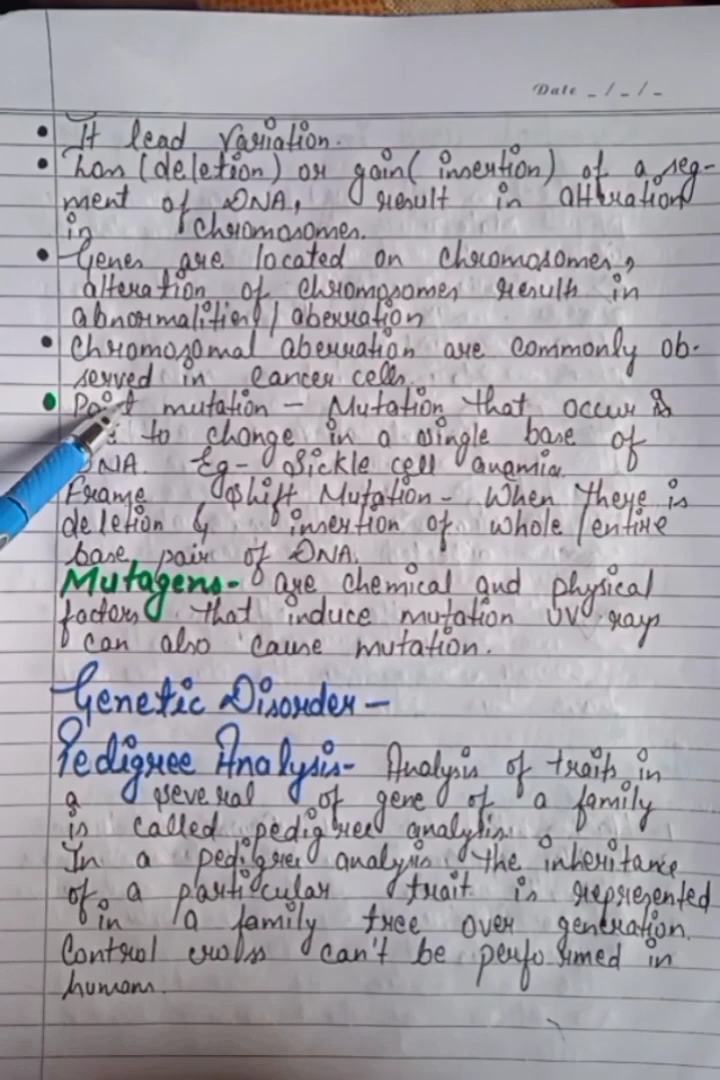 Date _/_/_
• It lead Variation.
• Loss (deletion) or gain (insertion) of a seg-
ment of DNA, result in altration
in chromosomes.
• Genes are located on chromosomes,
alteration of chromosomes result in
abnormalities / aberration
• Chromosomal aberration are commonly ob-
served in cancer cells.
• Point mutation - Mutation that occur is
to change in a single base of
DNA. Eg- Sickle cell anamia
Frame shift Mutation - When there is
deletion & insertion of whole / entire
base pair of DNA.
Mutagens- are chemical and physical
factors that induce mutation UV rays
can also cause mutation.
Genetic Disorder -
Pedigree Analysis- Analysis of traits in
a several of gene of a family
is called pedigree analysis.
In a pedigree analysis the inheritance
of a particular trait is represented
in a family tree over generation.
Control cross can't be performed in
humans.